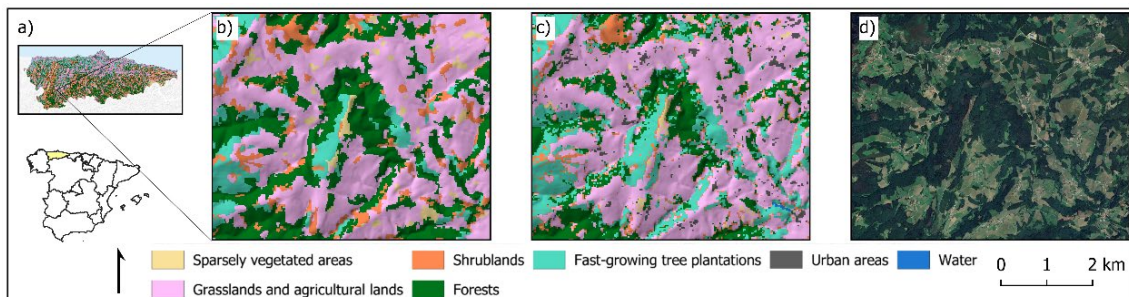 a)
b)
c)
d)
Sparsely vegetated areas
Shrublands
Fast-growing tree plantations
Urban areas
Water
Grasslands and agricultural lands
Forests
0 1 2 km